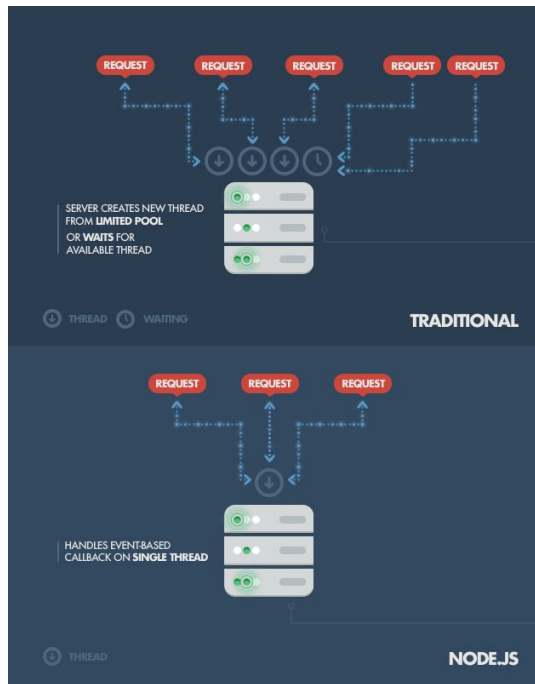 REQUEST
REQUEST
REQUEST
REQUEST
REQUEST
SERVER CREATES NEW THREAD
FROM LIMITED POOL
OR WAITS FOR
AVAILABLE THREAD
THREAD
WAITING
TRADITIONAL
REQUEST
REQUEST
REQUEST
HANDLES EVENT-BASED
CALLBACK ON SINGLE THREAD
THREAD
NODE.JS